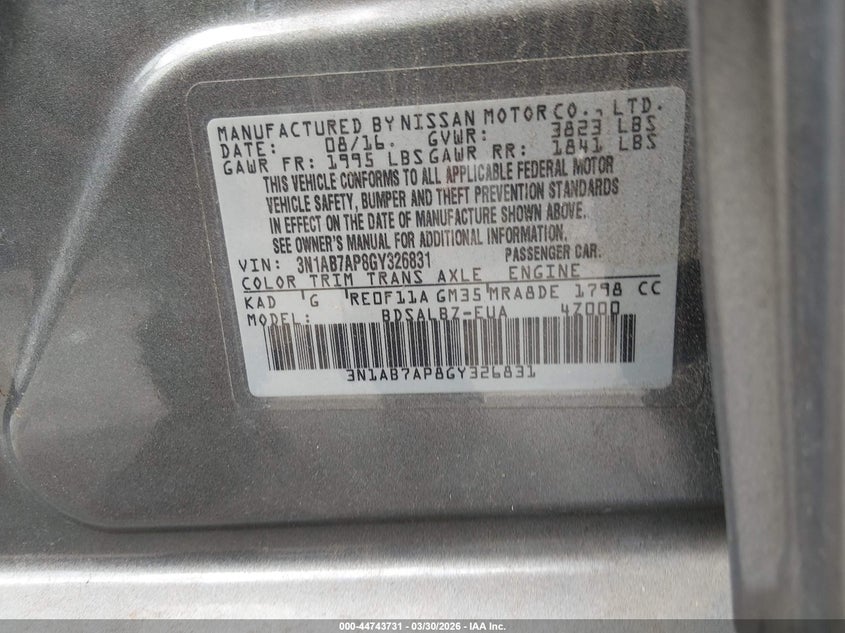 MANUFACTURED BY NISSAN MOTOR CO., LTD.
DATE: 08/16. GVWR: 3823 LBS
GAWR FR: 1995 LBS GAWR RR: 1841 LBS
THIS VEHICLE CONFORMS TO ALL APPLICABLE FEDERAL MOTOR
VEHICLE SAFETY, BUMPER AND THEFT PREVENTION STANDARDS
IN EFFECT ON THE DATE OF MANUFACTURE SHOWN ABOVE.
SEE OWNER'S MANUAL FOR ADDITIONAL INFORMATION.
VIN: 3N1AB7AP8GY326831 PASSENGER CAR.
COLOR TRIM TRANS AXLE ENGINE
KAD G RE0F11A GM35 MRA8DE 1798 CC
MODEL: BDSALBZ-EUA 4Z000
3N1AB7AP8GY326831
000-44743731 - 03/30/2026 - IAA Inc.